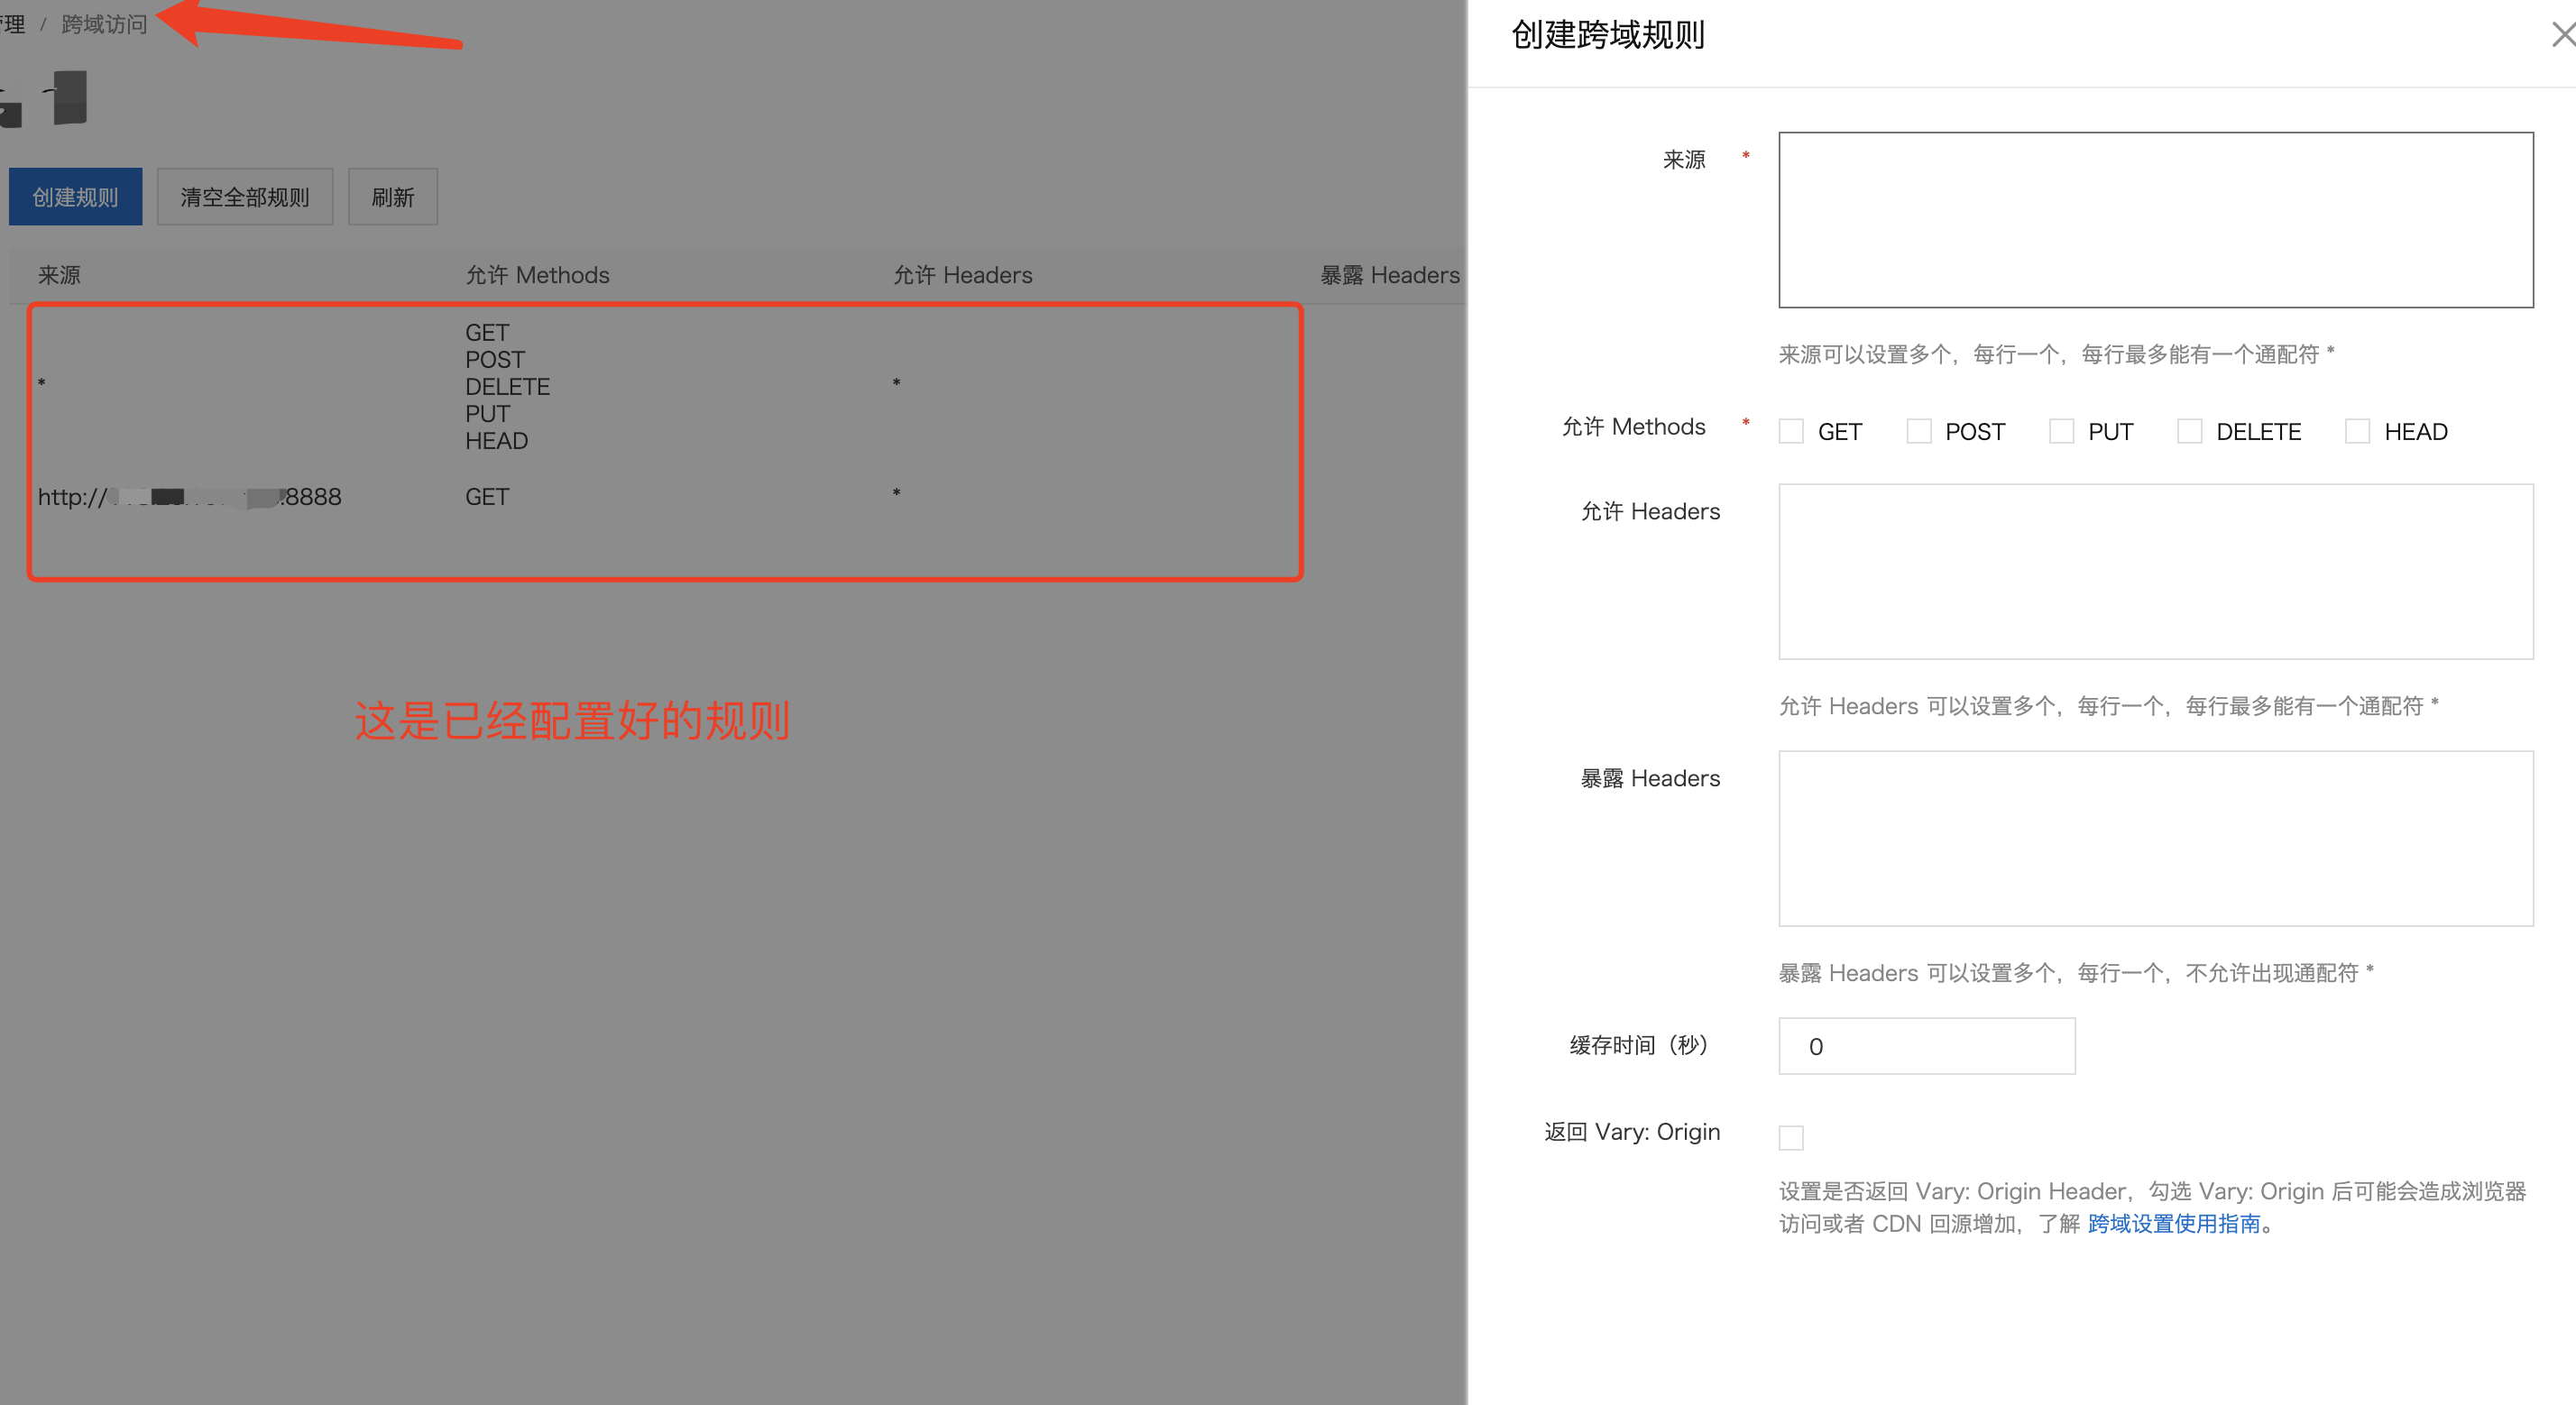 管理 / 跨域访问
创建规则 清空全部规则 刷新
来源 允许 Methods 允许 Headers 暴露 Headers
GET
POST
* DELETE *
PUT
HEAD
http:// :8888 GET *
这是已经配置好的规则
创建跨域规则
来源 *
来源可以设置多个，每行一个，每行最多能有一个通配符 *
允许 Methods * GET POST PUT DELETE HEAD
允许 Headers
允许 Headers 可以设置多个，每行一个，每行最多能有一个通配符 *
暴露 Headers
暴露 Headers 可以设置多个，每行一个，不允许出现通配符 *
缓存时间（秒） 0
返回 Vary: Origin
设置是否返回 Vary: Origin Header，勾选 Vary: Origin 后可能会造成浏览器
访问或者 CDN 回源增加，了解 跨域设置使用指南。